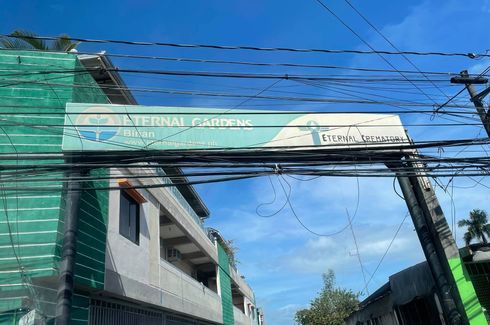 ETERNAL GARDENS
Biñan
ETERNAL CREMATORY